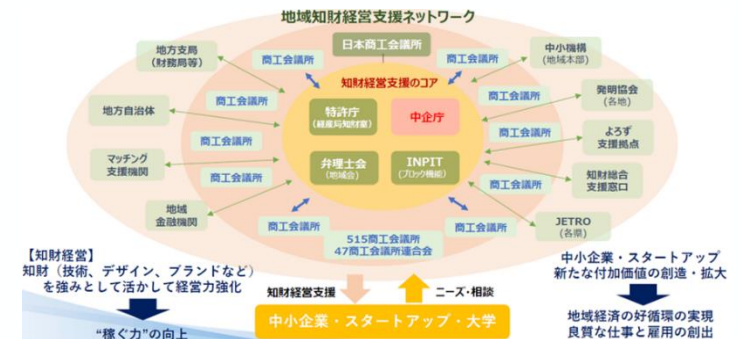 地域知財経営支援ネットワーク
日本商工会議所
地方支局
(財務局等)
商工会議所
商工会議所
中小機構
(地域本部)
知財経営支援のコア
商工会議所
商工会議所
発明協会
(各地)
地方自治体
特許庁
(経産局知財室)
中企庁
商工会議所
商工会議所
よろず
支援拠点
マッチング
支援機関
弁理士会
(地域会)
INPIT
(ブロック機能)
商工会議所
商工会議所
知財総合
支援窓口
地域
金融機関
商工会議所
商工会議所
JETRO
(各県)
515商工会議所
47商工会議所連合会
【知財経営】
知財(技術、デザイン、ブランドなど)
を強みとして活かして経営力強化
“稼ぐ力”の向上
知財経営支援
ニーズ・相談
中小企業・スタートアップ・大学
中小企業・スタートアップ
新たな付加価値の創造・拡大
地域経済の好循環の実現
良質な仕事と雇用の創出